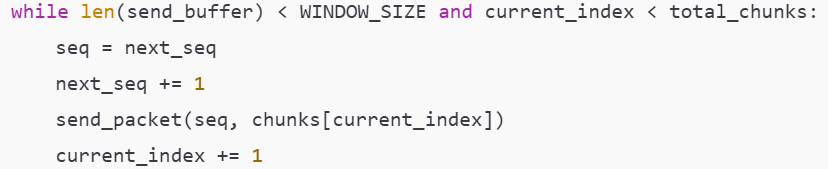 while len(send_buffer) < WINDOW_SIZE and current_index < total_chunks:
    seq = next_seq
    next_seq += 1
    send_packet(seq, chunks[current_index])
    current_index += 1